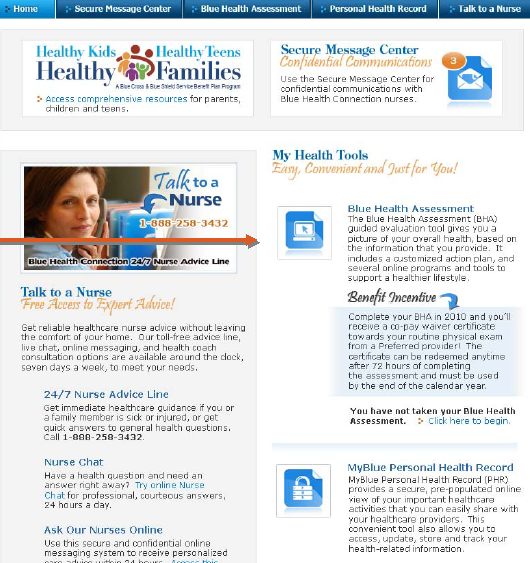 Home
Secure Message Center
Blue Health Assessment
Personal Health Record
Talk to a Nurse
Healthy Kids
Healthy Teens
Healthy Families
A Blue Cross & Blue Shield Service Benefit Plan Program
Access comprehensive resources for parents,
children and teens.
Secure Message Center
Confidential Communications
3
Use the Secure Message Center for
confidential communications with
Blue Health Connection nurses.
Talk to a
Nurse
1-888-258-3432
Blue Health Connection 24/7 Nurse Advice Line
Talk to a Nurse
Free Access to Expert Advice!
Get reliable healthcare nurse advice without leaving
the comfort of your home. Our toll-free advice line,
live chat, online messaging, and health coach
consultation options are available around the clock,
seven days a week, to meet your needs.
24/7 Nurse Advice Line
Get immediate healthcare guidance if you or
a family member is sick or injured, or get
quick answers to general health questions.
Call 1-888-258-3432.
Nurse Chat
Have a health question and need an
answer right away? Try online Nurse
Chat for professional, courteous answers,
24 hours a day.
Ask Our Nurses Online
Use this secure and confidential online
messaging system to receive personalized
care advice within 24 hours. Access this
My Health Tools
Easy, Convenient and Just for You!
Blue Health Assessment
The Blue Health Assessment (BHA)
guided evaluation tool gives you a
picture of your overall health, based on
the information that you provide. It
includes a customized action plan, and
several online programs and tools to
support a healthier lifestyle.
Benefit Incentive
Complete your BHA in 2010 and you'll
receive a co-pay waiver certificate
towards your routine physical exam
from a Preferred provider! The
certificate can be redeemed anytime
after 72 hours of completing
the assessment and must be used
by the end of the calendar year.
You have not taken your Blue Health
Assessment. Click here to begin.
MyBlue Personal Health Record
MyBlue Personal Health Record (PHR)
provides a secure, pre-populated online
view of your important healthcare
activities that you can easily share with
your healthcare providers. This
convenient tool also allows you to
access, update, store and track your
health-related information.